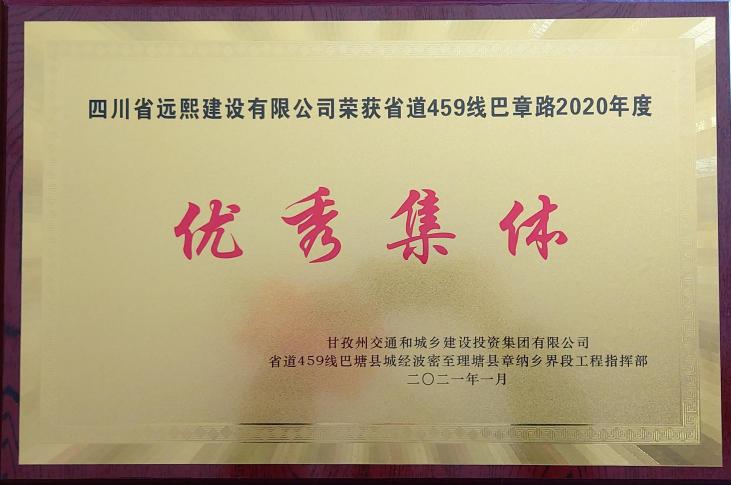 四川省远熙建设有限公司荣获省道459线巴章路2020年度
优秀集体
甘孜州交通和城乡建设投资集团有限公司
省道459线巴塘县城经波密至理塘县章纳乡界段工程指挥部
二〇二一年一月